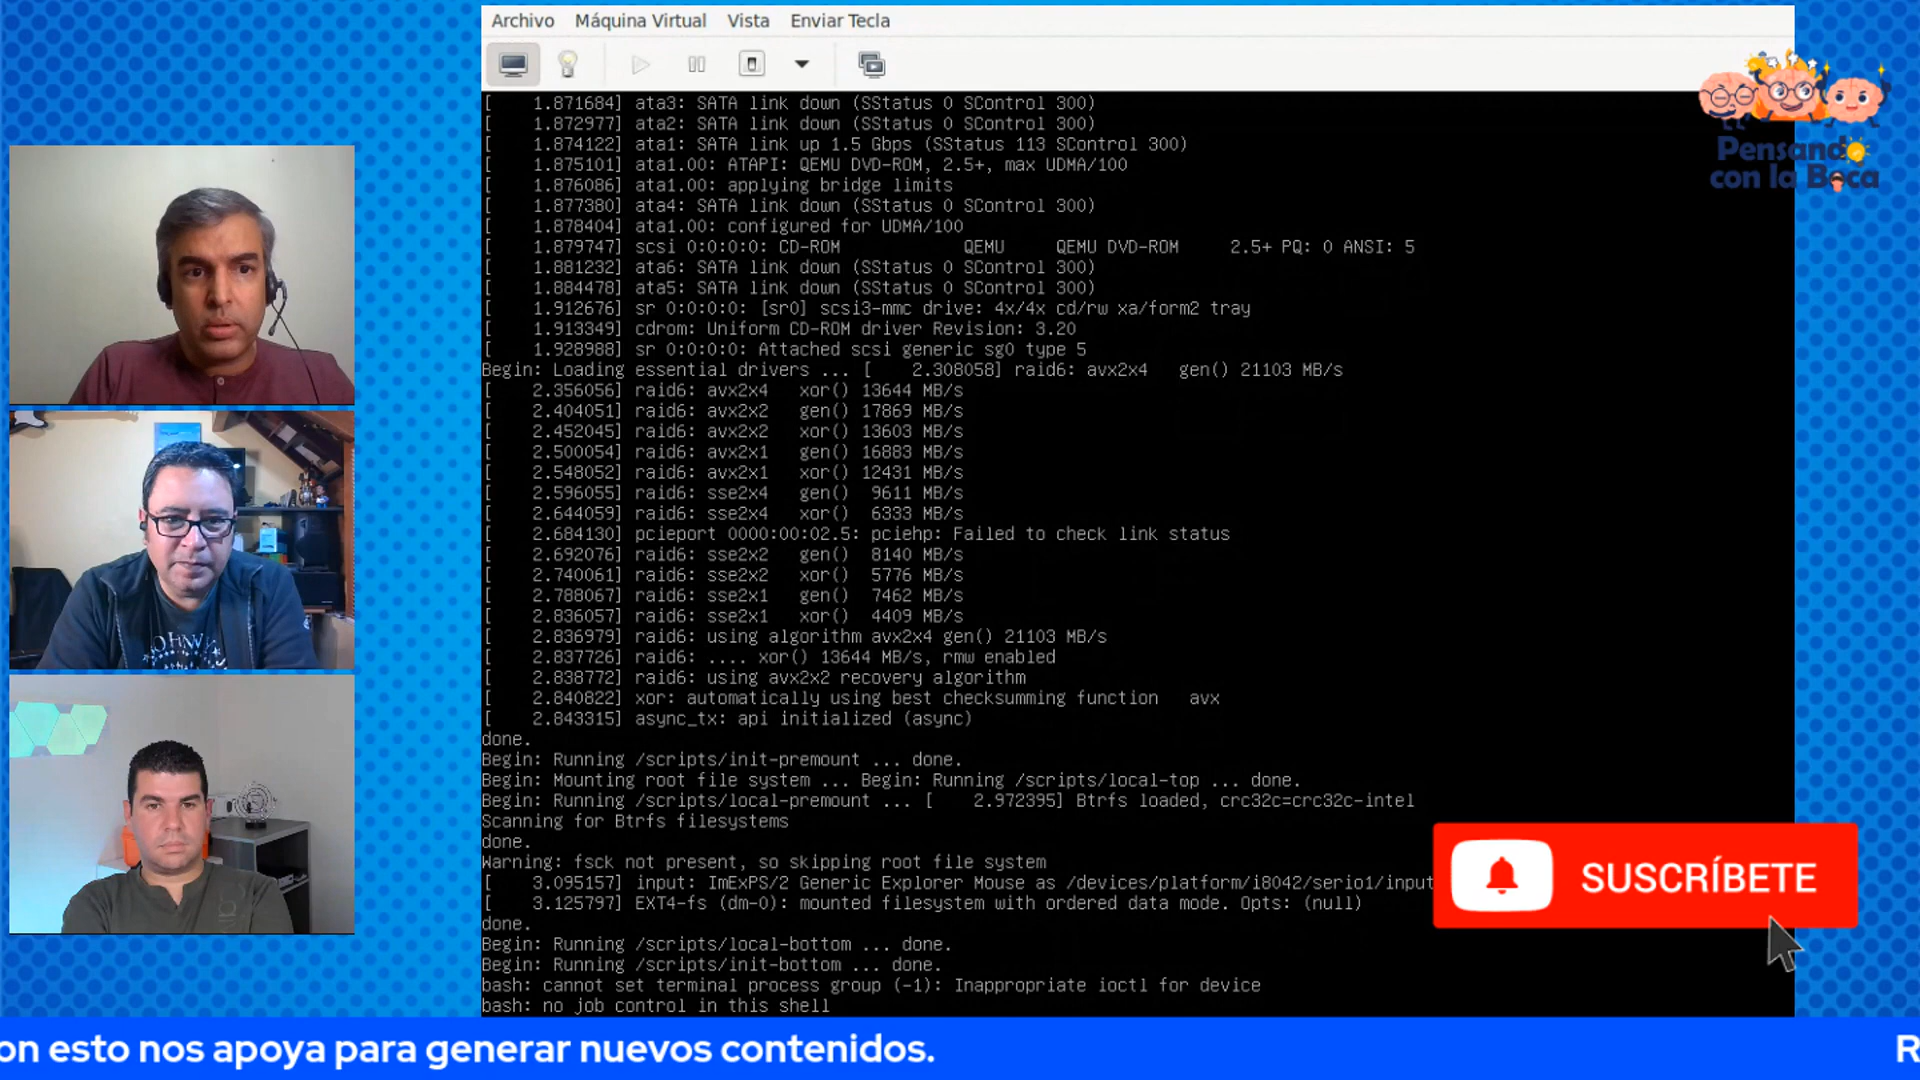 Archivo Máquina Virtual Vista Enviar Tecla
[    1.871684] ata3: SATA link down (SStatus 0 SControl 300)
[    1.872977] ata2: SATA link down (SStatus 0 SControl 300)
[    1.874122] ata1: SATA link up 1.5 Gbps (SStatus 113 SControl 300)
[    1.875101] ata1.00: ATAPI: QEMU DVD-ROM, 2.5+, max UDMA/100
[    1.876086] ata1.00: applying bridge limits
[    1.877380] ata4: SATA link down (SStatus 0 SControl 300)
[    1.878404] ata1.00: configured for UDMA/100
[    1.879747] scsi 0:0:0:0: CD-ROM            QEMU     QEMU DVD-ROM     2.5+ PQ: 0 ANSI: 5
[    1.881232] ata6: SATA link down (SStatus 0 SControl 300)
[    1.884478] ata5: SATA link down (SStatus 0 SControl 300)
[    1.912676] sr 0:0:0:0: [sr0] scsi3-mmc drive: 4x/4x cd/rw xa/form2 tray
[    1.913349] cdrom: Uniform CD-ROM driver Revision: 3.20
[    1.928988] sr 0:0:0:0: Attached scsi generic sg0 type 5
Begin: Loading essential drivers ... [    2.308058] raid6: avx2x4   gen() 21103 MB/s
[    2.356056] raid6: avx2x4   xor() 13644 MB/s
[    2.404051] raid6: avx2x2   gen() 17869 MB/s
[    2.452045] raid6: avx2x2   xor() 13603 MB/s
[    2.500054] raid6: avx2x1   gen() 16883 MB/s
[    2.548052] raid6: avx2x1   xor() 12431 MB/s
[    2.596055] raid6: sse2x4   gen()  9611 MB/s
[    2.644059] raid6: sse2x4   xor()  6333 MB/s
[    2.684130] pcieport 0000:00:02.5: pciehp: Failed to check link status
[    2.692076] raid6: sse2x2   gen()  8140 MB/s
[    2.740061] raid6: sse2x2   xor()  5776 MB/s
[    2.788067] raid6: sse2x1   gen()  7462 MB/s
[    2.836057] raid6: sse2x1   xor()  4409 MB/s
[    2.836979] raid6: using algorithm avx2x4 gen() 21103 MB/s
[    2.837726] raid6: .... xor() 13644 MB/s, rmw enabled
[    2.838772] raid6: using avx2x2 recovery algorithm
[    2.840822] xor: automatically using best checksumming function   avx
[    2.843315] async_tx: api initialized (async)
done.
Begin: Running /scripts/init-premount ... done.
Begin: Mounting root file system ... Begin: Running /scripts/local-top ... done.
Begin: Running /scripts/local-premount ... [    2.972395] Btrfs loaded, crc32c=crc32c-intel
Scanning for Btrfs filesystems
done.
Warning: fsck not present, so skipping root file system
[    3.095157] input: ImExPS/2 Generic Explorer Mouse as /devices/platform/i8042/serio1/input
[    3.125797] EXT4-fs (dm-0): mounted filesystem with ordered data mode. Opts: (null)
done.
Begin: Running /scripts/local-bottom ... done.
Begin: Running /scripts/init-bottom ... done.
bash: cannot set terminal process group (-1): Inappropriate ioctl for device
bash: no job control in this shell
Pensando
con la Boca
SUSCRÍBETE
on esto nos apoya para generar nuevos contenidos.
R